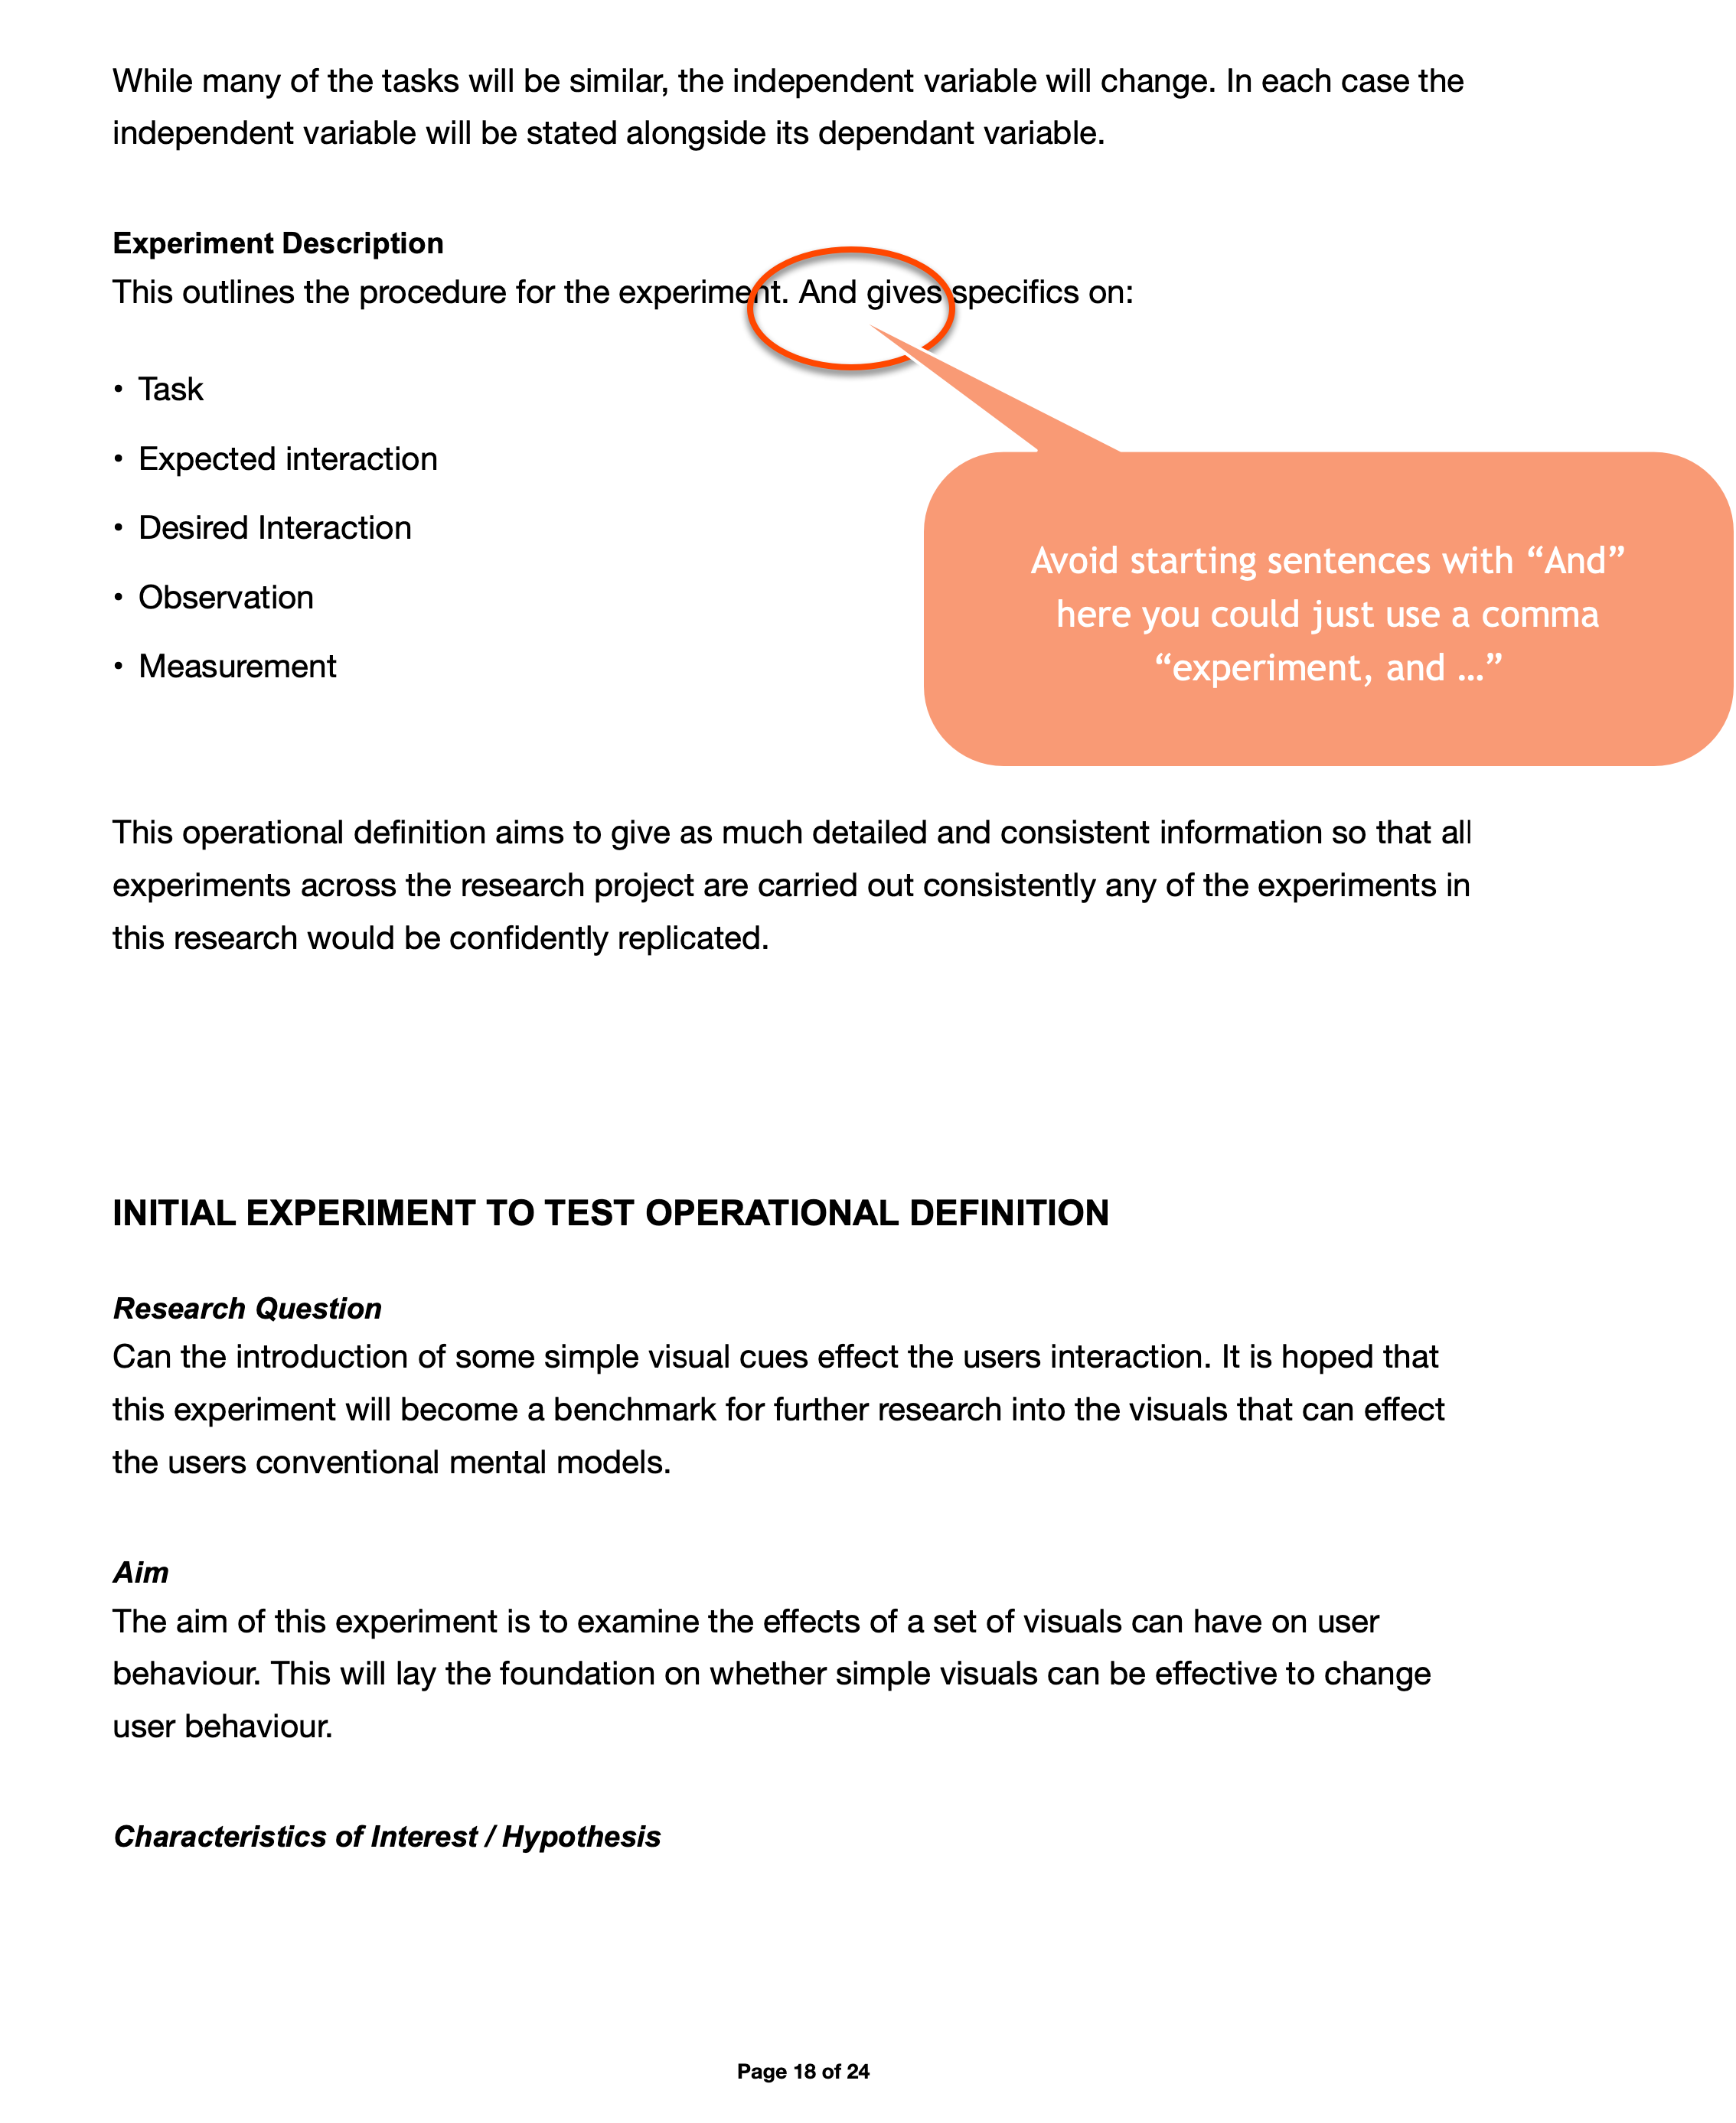 While many of the tasks will be similar, the independent variable will change. In each case the
independent variable will be stated alongside its dependant variable.
Experiment Description
This outlines the procedure for the experiment. And gives specifics on:
• Task
• Expected interaction
• Desired Interaction
• Observation
• Measurement
Avoid starting sentences with “And”
here you could just use a comma
“experiment, and …”
This operational definition aims to give as much detailed and consistent information so that all
experiments across the research project are carried out consistently any of the experiments in
this research would be confidently replicated.
INITIAL EXPERIMENT TO TEST OPERATIONAL DEFINITION
Research Question
Can the introduction of some simple visual cues effect the users interaction. It is hoped that
this experiment will become a benchmark for further research into the visuals that can effect
the users conventional mental models.
Aim
The aim of this experiment is to examine the effects of a set of visuals can have on user
behaviour. This will lay the foundation on whether simple visuals can be effective to change
user behaviour.
Characteristics of Interest / Hypothesis
Page 18 of 24